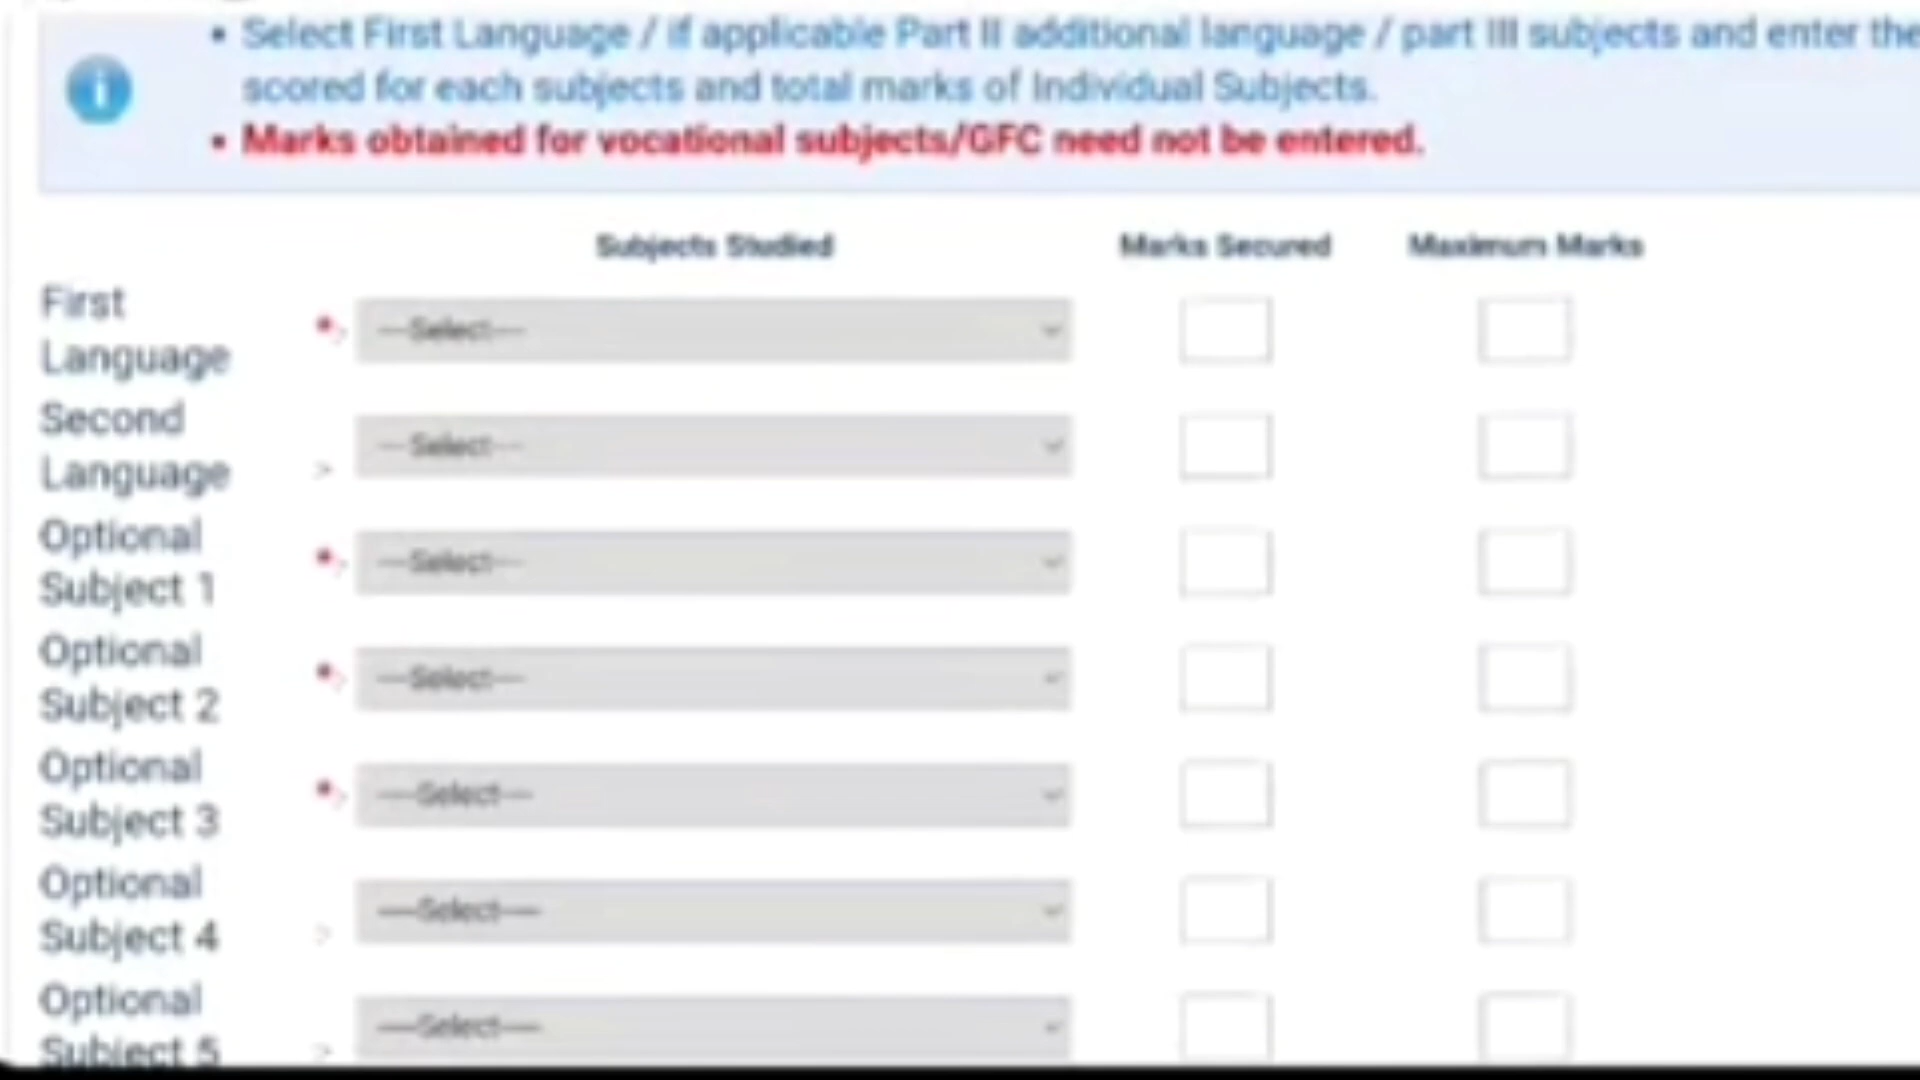 • Select First Language / if applicable Part II additional language / part III subjects and enter the
scored for each subjects and total marks of Individual Subjects.
• Marks obtained for vocational subjects/GFC need not be entered.
Subjects Studied Marks Secured Maximum Marks
First
Language
---Select---
Second
Language
---Select---
Optional
Subject 1
---Select---
Optional
Subject 2
---Select---
Optional
Subject 3
----Select----
Optional
Subject 4
-----Select-----
Optional
Subject 5
-----Select-----